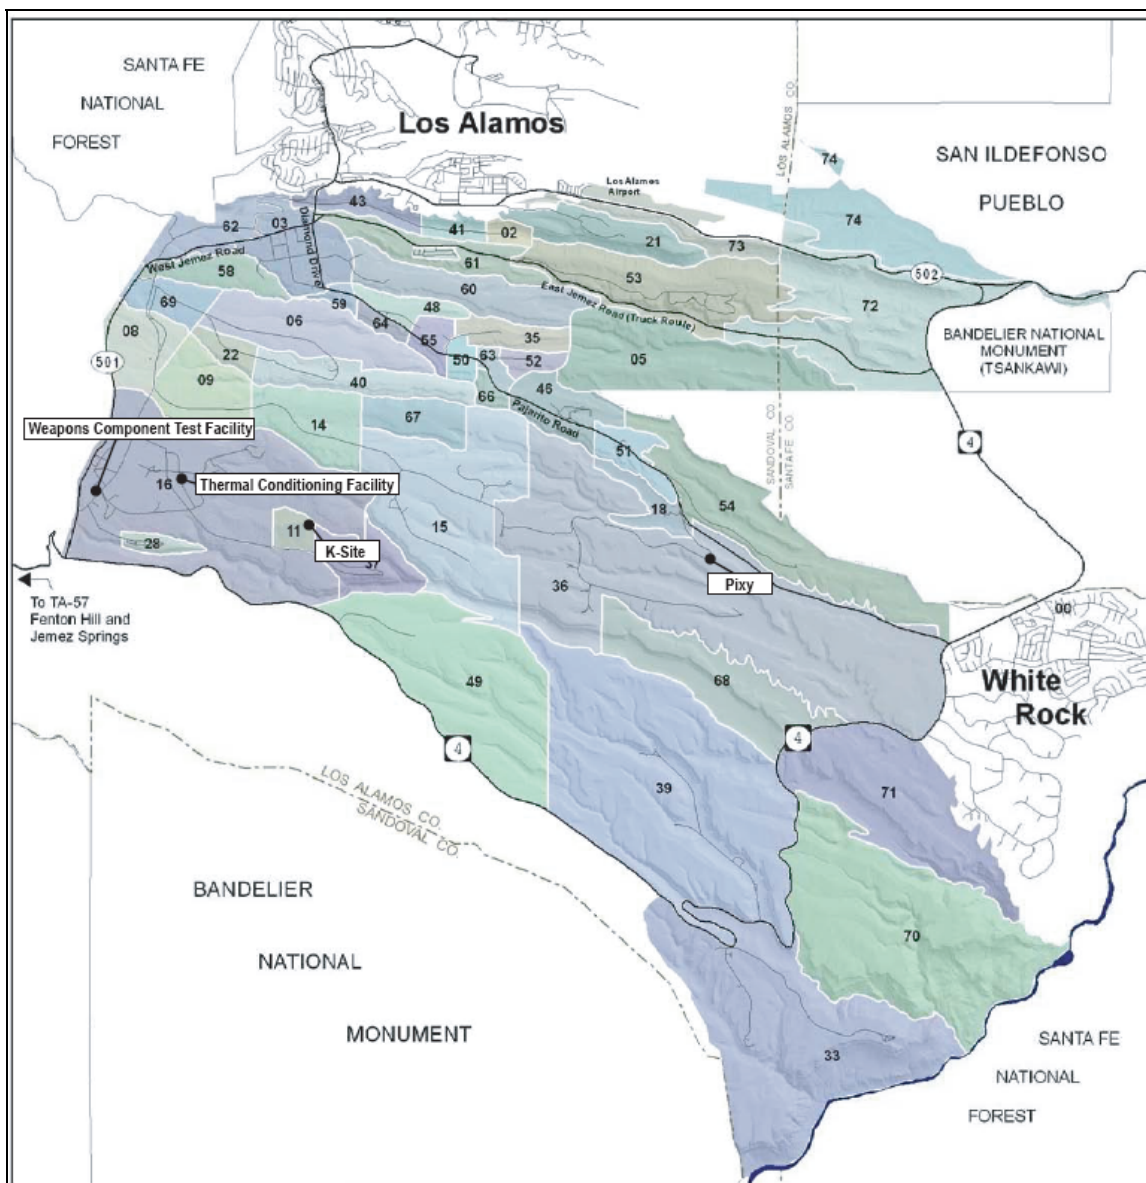 SANTA FE
NATIONAL
FOREST
Los Alamos
LOS ALAMOS CO.
74
SAN ILDEFONSO
PUEBLO
Los Alamos
Airport
74
43
62
03
Diamond Drive
41
02
21
73
502
West Jemez Road
58
61
53
72
69
59
60
East Jemez Road (Truck Route)
48
06
64
08
55
35
BANDELIER NATIONAL
MONUMENT
(TSANKAWI)
501
22
50
63
52
05
09
40
46
66
Pajarito Road
67
14
SANDOVAL CO.
SANTA FE CO.
4
Weapons Component Test Facility
51
16
Thermal Conditioning Facility
54
18
15
11
28
K-Site
37
36
Pixy
To TA-57
Fenton Hill and
Jemez Springs
00
49
68
White
Rock
4
4
LOS ALAMOS CO.
SANDOVAL CO.
39
71
BANDELIER
NATIONAL
MONUMENT
70
33
SANTA FE
NATIONAL
FOREST